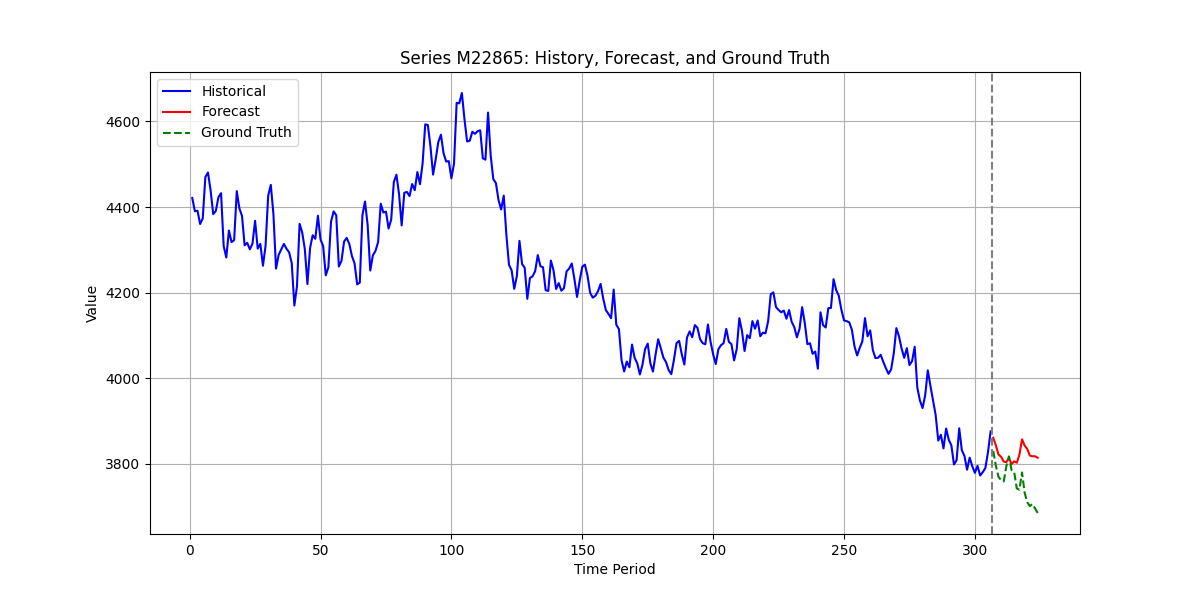 Series M22865: History, Forecast, and Ground Truth
Historical
Forecast
Ground Truth
Value
4600
4400
4200
4000
3800
0 50 100 150 200 250 300
Time Period